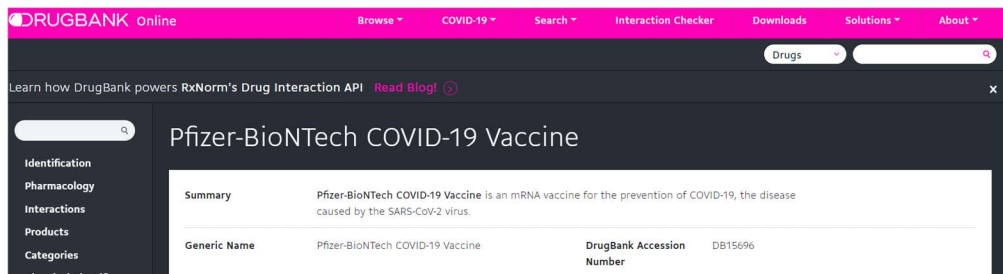 DRUGBANK Online Browse COVID-19 Search Interaction Checker Downloads Solutions About
Drugs
Learn how DrugBank powers RxNorm's Drug Interaction API Read Blog!
x
Pfizer-BioNTech COVID-19 Vaccine
Identification
Pharmacology
Interactions
Products
Categories
Summary
Pfizer-BioNTech COVID-19 Vaccine is an mRNA vaccine for the prevention of COVID-19, the disease
caused by the SARS-CoV-2 virus.
Generic Name Pfizer-BioNTech COVID-19 Vaccine
DrugBank Accession
Number
DB15696